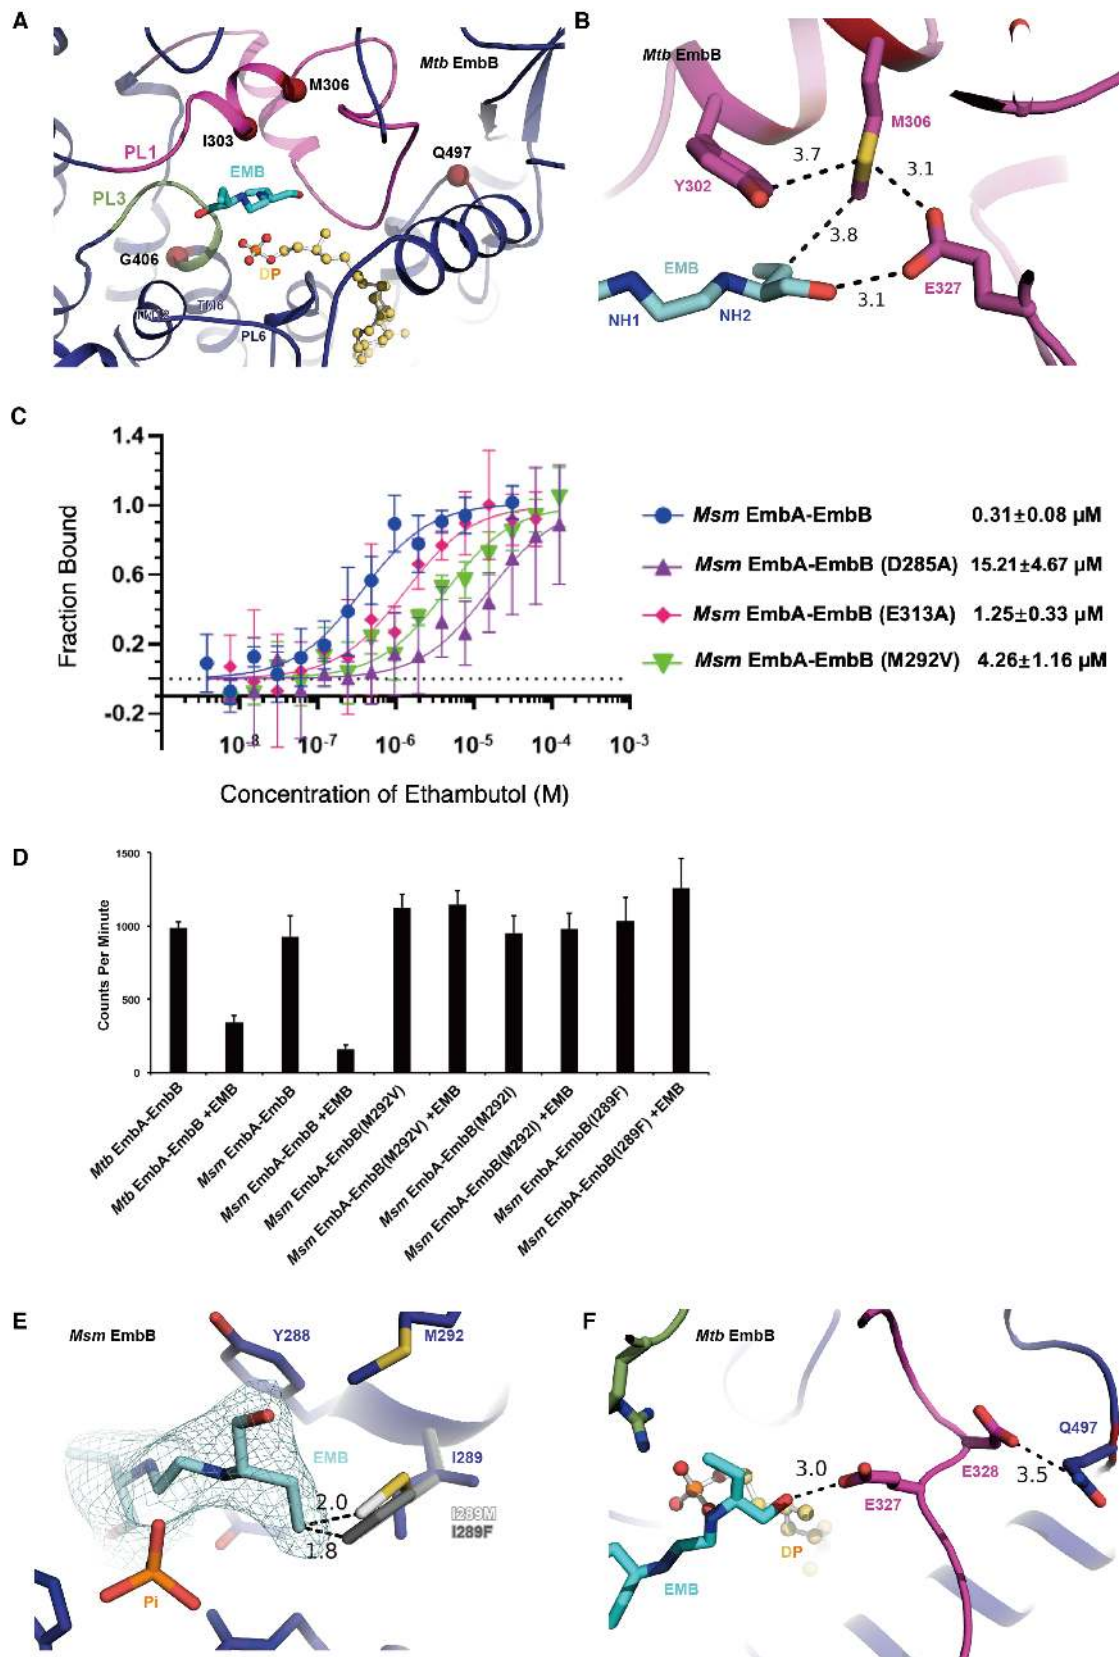 A
Mtb EmbB
M306
I303
PL1
Q497
EMB
PL3
G406
DP
TM8
PL6
B
Mtb EmbB
M306
3.7
3.1
Y302
3.8
EMB
E327
3.1
NH1
NH2
C
1.4
1.0
0.6
0.2
-0.2
Fraction Bound
10-8 10-7 10-6 10-5 10-4 10-3
Concentration of Ethambutol (M)
Msm EmbA-EmbB 0.31±0.08 µM
Msm EmbA-EmbB (D285A) 15.21±4.67 µM
Msm EmbA-EmbB (E313A) 1.25±0.33 µM
Msm EmbA-EmbB (M292V) 4.26±1.16 µM
D
1500
1000
500
0
Counts Per Minute
Mtb EmbA-EmbB
Mtb EmbA-EmbB +EMB
Msm EmbA-EmbB
Msm EmbA-EmbB +EMB
Msm EmbA-EmbB(M292V)
Msm EmbA-EmbB(M292V) +EMB
Msm EmbA-EmbB(M292I)
Msm EmbA-EmbB(M292I) +EMB
Msm EmbA-EmbB(I289F)
Msm EmbA-EmbB(I289F) +EMB
E
Msm EmbB
Y288
M292
EMB
I289
2.0
I289M
I289F
1.8
Pi
F
Mtb EmbB
Q497
3.0
E328
3.5
E327
DP
EMB